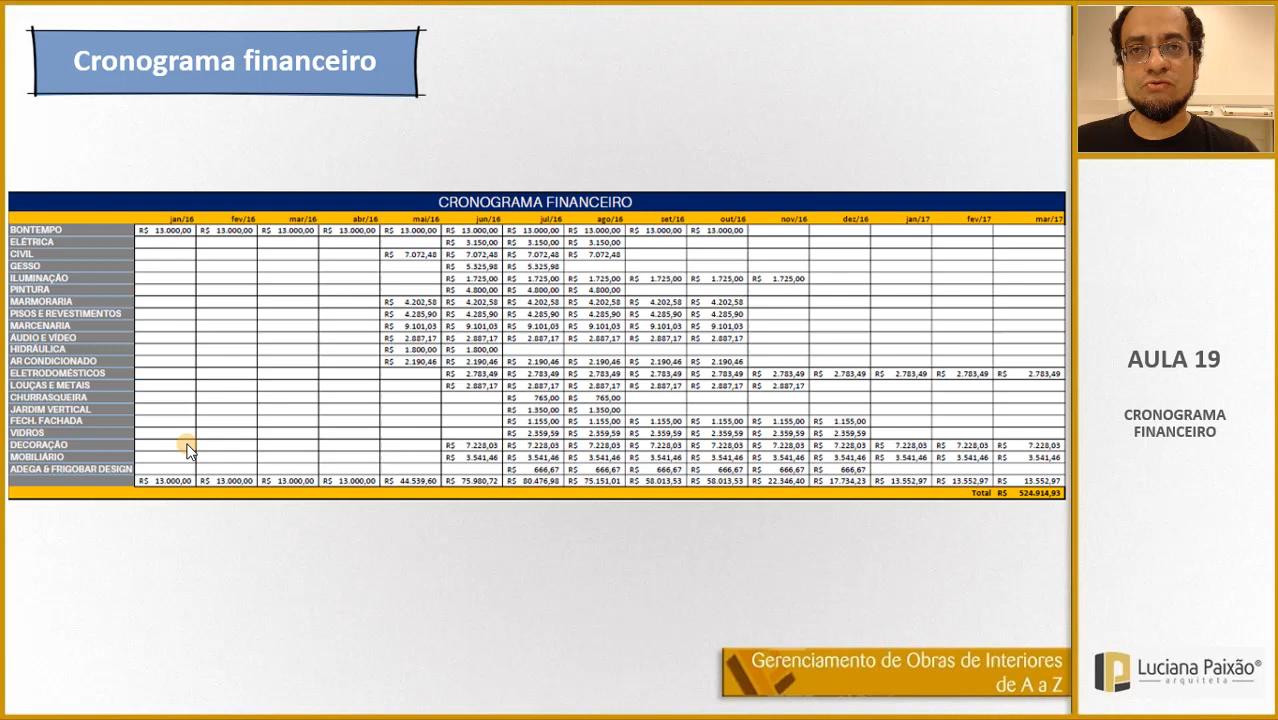 Cronograma financeiro
CRONOGRAMA FINANCEIRO
jan/16 fev/16 mar/16 abr/16 mai/16 jun/16 jul/16 ago/16 set/16 out/16 nov/16 dez/16 jan/17 fev/17 mar/17
BONTEMPO R$ 13.000,00 R$ 13.000,00 R$ 13.000,00 R$ 13.000,00 R$ 13.000,00 R$ 13.000,00 R$ 13.000,00 R$ 13.000,00 R$ 13.000,00 R$ 13.000,00
ELÉTRICA R$ 3.150,00 R$ 3.150,00 R$ 3.150,00
CIVIL R$ 7.072,48 R$ 7.072,48 R$ 7.072,48 R$ 7.072,48
GESSO R$ 5.325,98 R$ 5.325,98
ILUMINAÇÃO R$ 1.725,00 R$ 1.725,00 R$ 1.725,00 R$ 1.725,00 R$ 1.725,00 R$ 1.725,00
PINTURA R$ 4.800,00 R$ 4.800,00 R$ 4.800,00
MARMORARIA R$ 4.202,58 R$ 4.202,58 R$ 4.202,58 R$ 4.202,58 R$ 4.202,58 R$ 4.202,58
PISOS E REVESTIMENTOS R$ 4.285,90 R$ 4.285,90 R$ 4.285,90 R$ 4.285,90 R$ 4.285,90 R$ 4.285,90
MARCENARIA R$ 9.101,03 R$ 9.101,03 R$ 9.101,03 R$ 9.101,03 R$ 9.101,03 R$ 9.101,03
ÁUDIO E VÍDEO R$ 2.887,17 R$ 2.887,17 R$ 2.887,17 R$ 2.887,17 R$ 2.887,17 R$ 2.887,17
HIDRÁULICA R$ 1.800,00 R$ 1.800,00
AR CONDICIONADO R$ 2.190,46 R$ 2.190,46 R$ 2.190,46 R$ 2.190,46 R$ 2.190,46 R$ 2.190,46
ELETRODOMÉSTICOS R$ 2.783,49 R$ 2.783,49 R$ 2.783,49 R$ 2.783,49 R$ 2.783,49 R$ 2.783,49 R$ 2.783,49 R$ 2.783,49 R$ 2.783,49 R$ 2.783,49
LOUÇAS E METAIS R$ 2.887,17 R$ 2.887,17 R$ 2.887,17 R$ 2.887,17 R$ 2.887,17 R$ 2.887,17
CHURRASQUEIRA R$ 765,00 R$ 765,00
JARDIM VERTICAL R$ 1.350,00 R$ 1.350,00
FECH. FACHADA R$ 1.155,00 R$ 1.155,00 R$ 1.155,00 R$ 1.155,00 R$ 1.155,00 R$ 1.155,00
VIDROS R$ 2.359,59 R$ 2.359,59 R$ 2.359,59 R$ 2.359,59 R$ 2.359,59 R$ 2.359,59
DECORAÇÃO R$ 7.228,03 R$ 7.228,03 R$ 7.228,03 R$ 7.228,03 R$ 7.228,03 R$ 7.228,03 R$ 7.228,03 R$ 7.228,03 R$ 7.228,03 R$ 7.228,03
MOBILIÁRIO R$ 3.541,46 R$ 3.541,46 R$ 3.541,46 R$ 3.541,46 R$ 3.541,46 R$ 3.541,46 R$ 3.541,46 R$ 3.541,46 R$ 3.541,46 R$ 3.541,46
ADEGA & FRIGOBAR DESIGN R$ 666,67 R$ 666,67 R$ 666,67 R$ 666,67 R$ 666,67 R$ 666,67
R$ 13.000,00 R$ 13.000,00 R$ 13.000,00 R$ 13.000,00 R$ 44.539,60 R$ 75.980,72 R$ 80.476,98 R$ 75.151,01 R$ 58.013,53 R$ 58.013,53 R$ 22.346,40 R$ 17.734,23 R$ 13.552,97 R$ 13.552,97 R$ 13.552,97
Total R$ 524.914,93
AULA 19
CRONOGRAMA
FINANCEIRO
Gerenciamento de Obras de Interiores
de A a Z
Luciana Paixão®
arquiteta